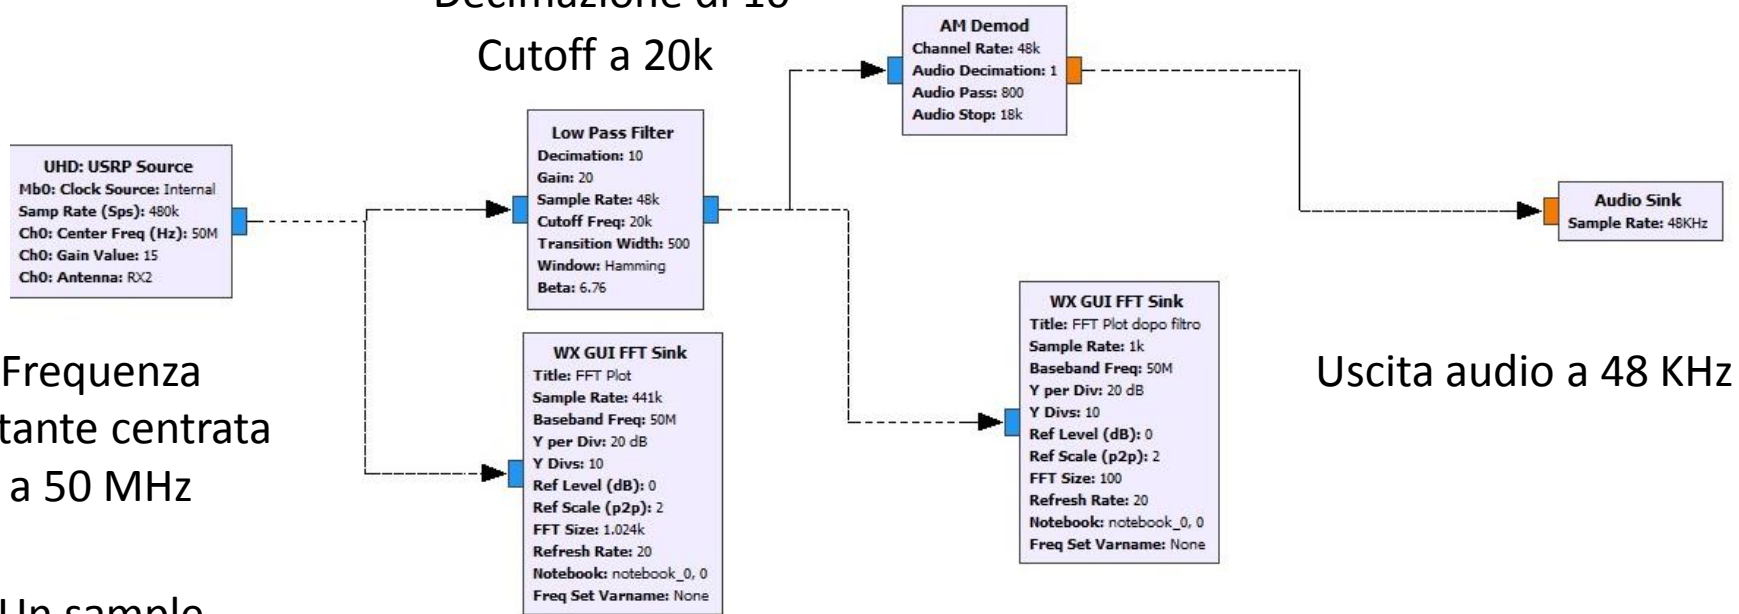 Decimazione di 10
Cutoff a 20k
AM Demod
Channel Rate: 48k
Audio Decimation: 1
Audio Pass: 800
Audio Stop: 18k
Low Pass Filter
Decimation: 10
Gain: 20
Sample Rate: 48k
Cutoff Freq: 20k
Transition Width: 500
Window: Hamming
Beta: 6.76
UHD: USRP Source
Mb0: Clock Source: Internal
Samp Rate (Sps): 480k
Ch0: Center Freq (Hz): 50M
Ch0: Gain Value: 15
Ch0: Antenna: RX2
Audio Sink
Sample Rate: 48KHz
WX GUI FFT Sink
Title: FFT Plot dopo filtro
Sample Rate: 1k
Baseband Freq: 50M
Y per Div: 20 dB
Y Divs: 10
Ref Level (dB): 0
Ref Scale (p2p): 2
FFT Size: 100
Refresh Rate: 20
Notebook: notebook_0, 0
Freq Set Varname: None
WX GUI FFT Sink
Title: FFT Plot
Sample Rate: 441k
Baseband Freq: 50M
Y per Div: 20 dB
Y Divs: 10
Ref Level (dB): 0
Ref Scale (p2p): 2
FFT Size: 1.024k
Refresh Rate: 20
Notebook: notebook_0, 0
Freq Set Varname: None
Frequenza
tante centrata
a 50 MHz
Uscita audio a 48 KHz
Un sample